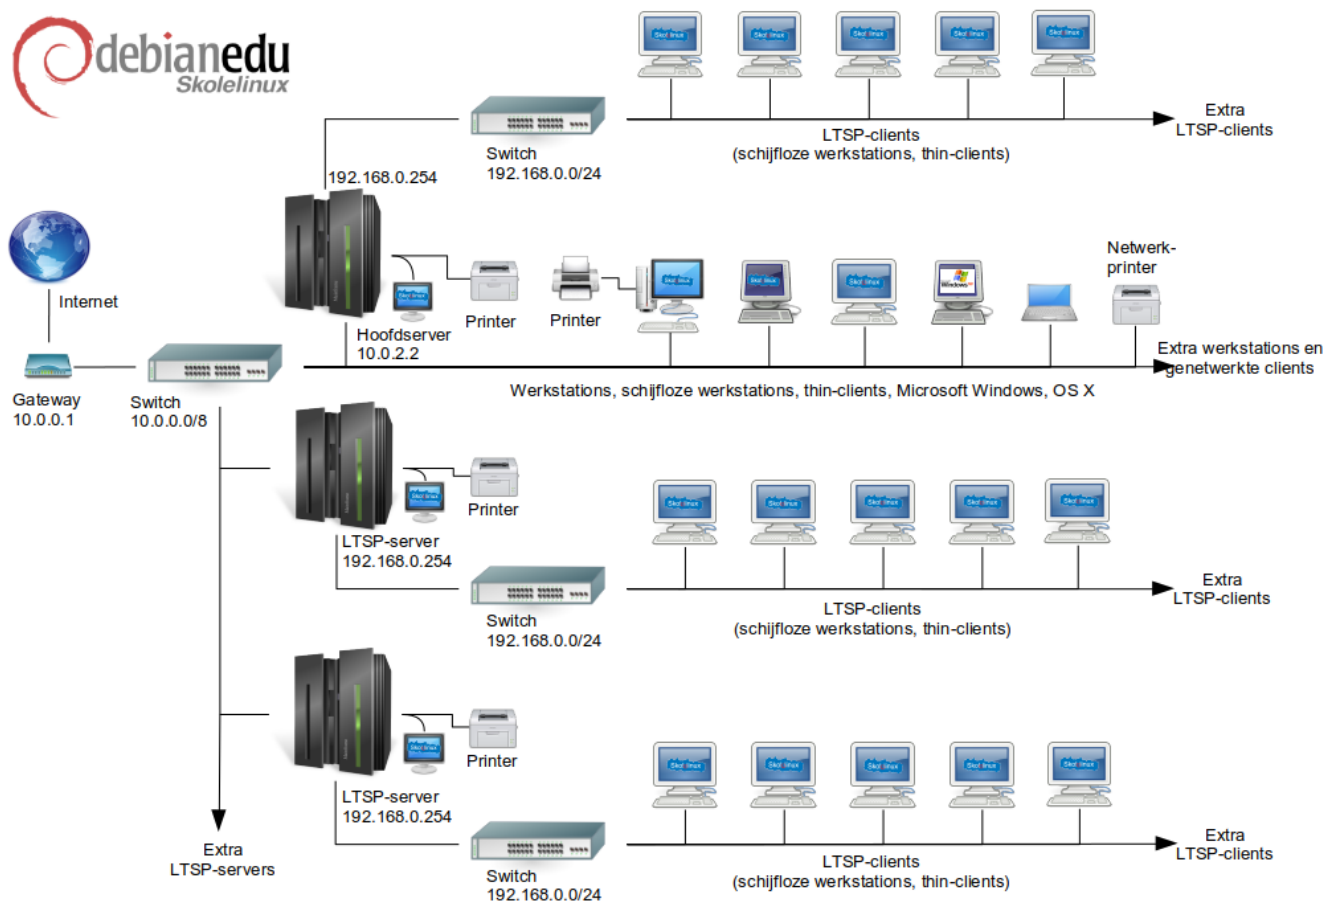 debianedu
Skolelinux
Switch
192.168.0.0/24
LTSP-clients
(schijfloze werkstations, thin-clients)
Extra
LTSP-clients
192.168.0.254
Internet
Gateway
10.0.0.1
Switch
10.0.0.0/8
Hoofdserver
10.0.2.2
Printer
Printer
Netwerk-
printer
Windows
Extra werkstations en
genetwerkte clients
Werkstations, schijfloze werkstations, thin-clients, Microsoft Windows, OS X
Printer
LTSP-server
192.168.0.254
Switch
192.168.0.0/24
LTSP-clients
(schijfloze werkstations, thin-clients)
Extra
LTSP-clients
Printer
LTSP-server
192.168.0.254
Switch
192.168.0.0/24
LTSP-clients
(schijfloze werkstations, thin-clients)
Extra
LTSP-clients
Extra
LTSP-servers